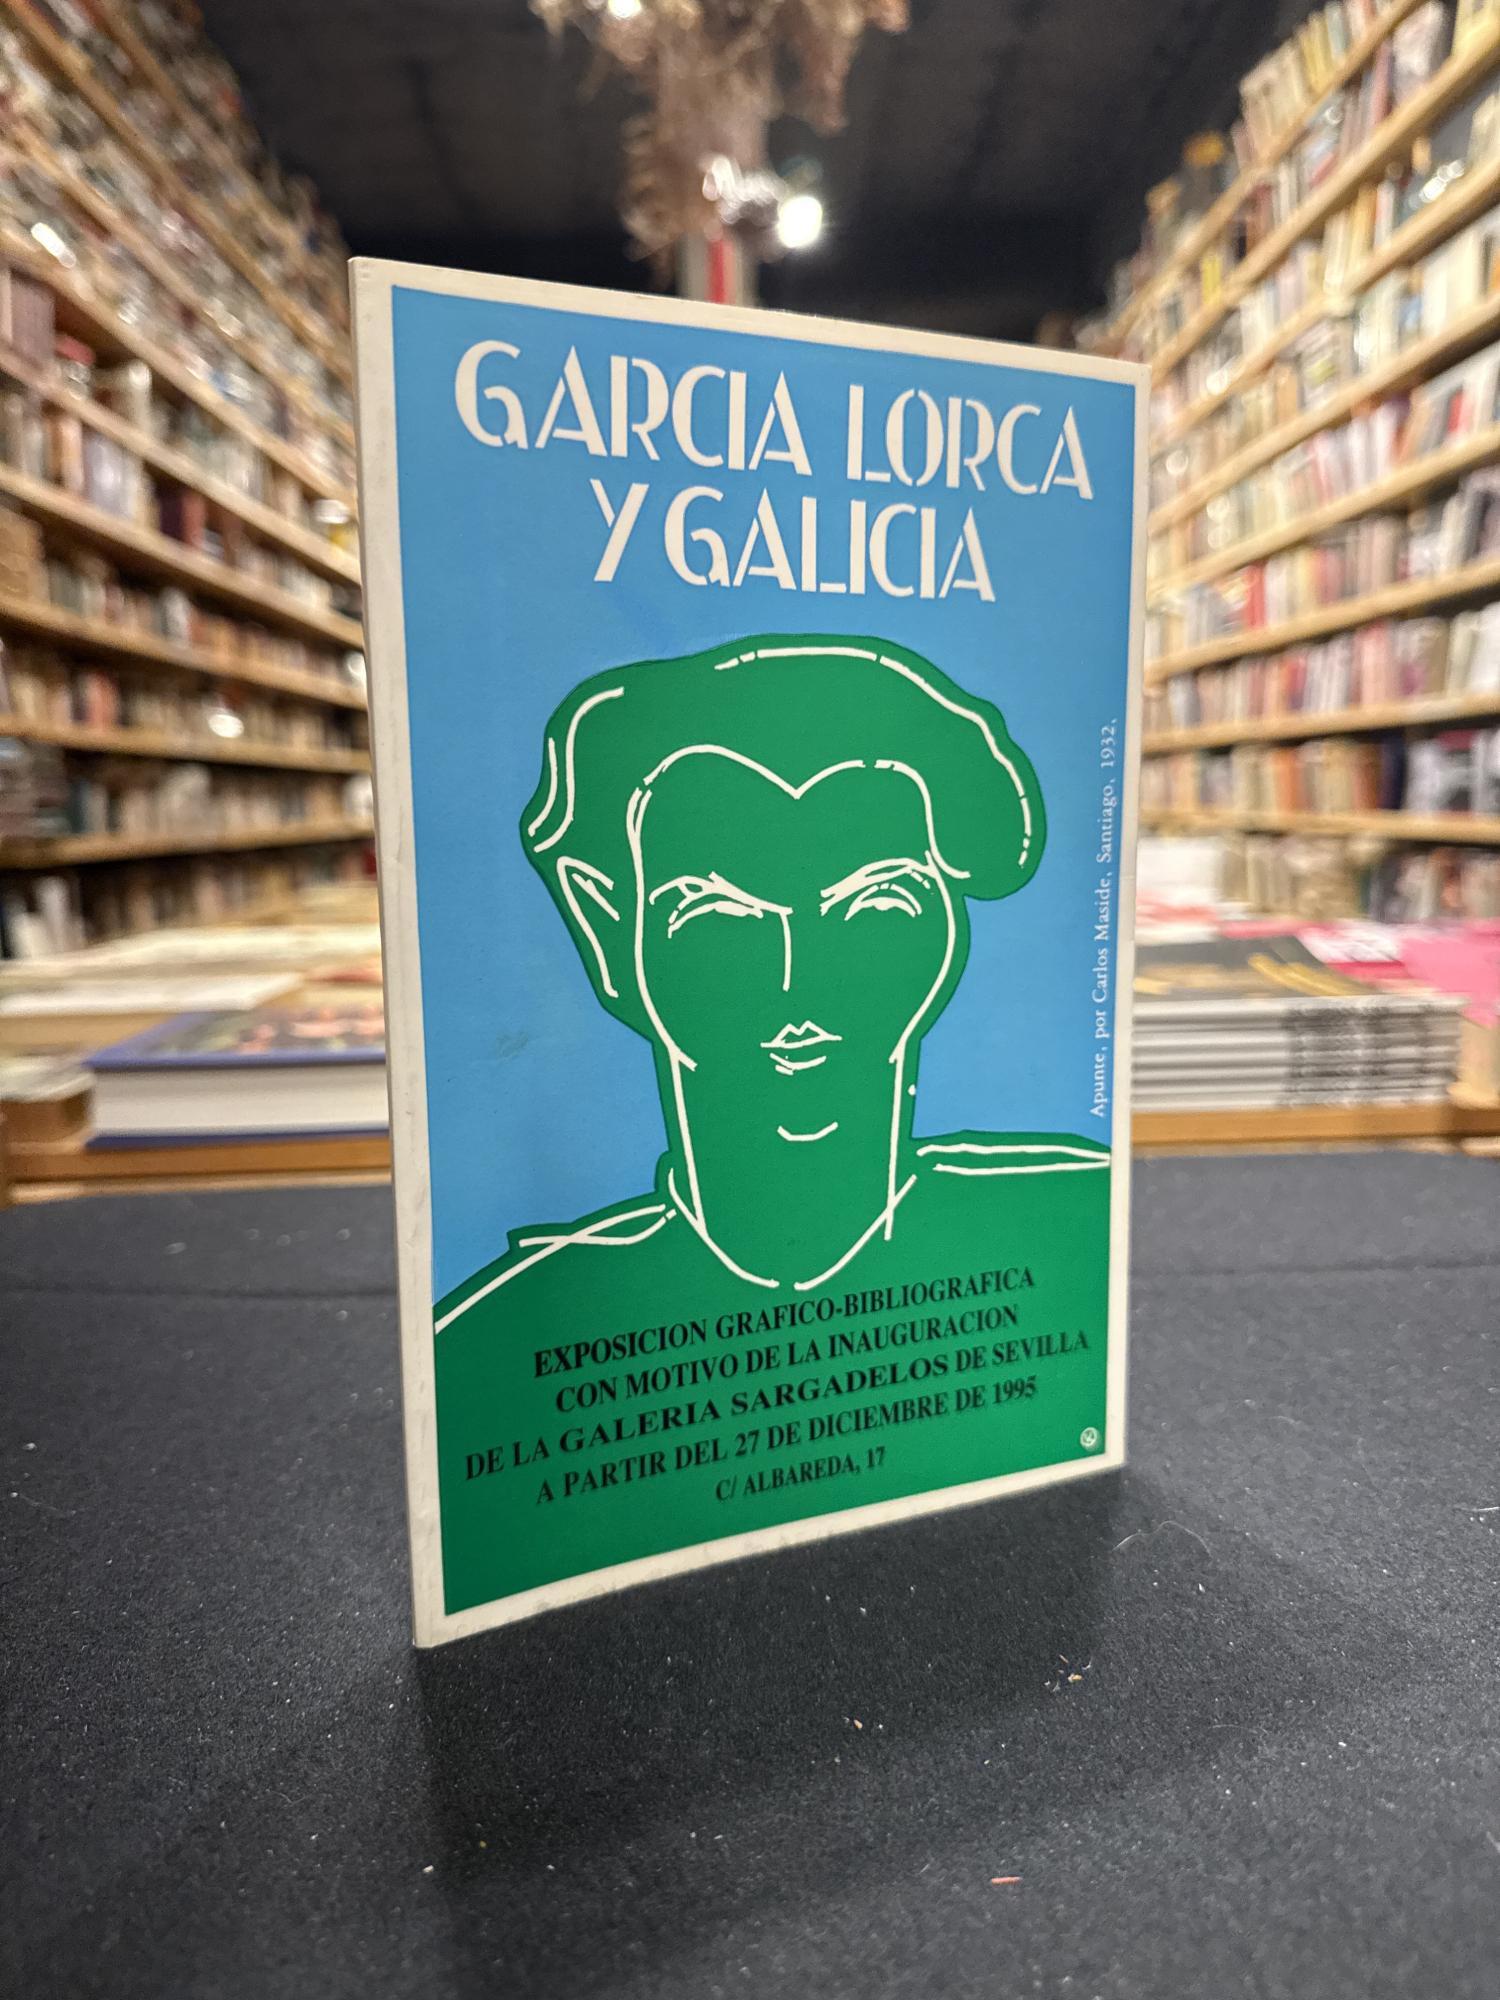 GARCIA LORCA
Y GALICIA
Apunte, por Carlos Maside, Santiago, 1932.
EXPOSICION GRAFICO-BIBLIOGRAFICA
CON MOTIVO DE LA INAUGURACION
DE LA GALERIA SARGADELOS DE SEVILLA
A PARTIR DEL 27 DE DICIEMBRE DE 1995
C/ ALBAREDA, 17